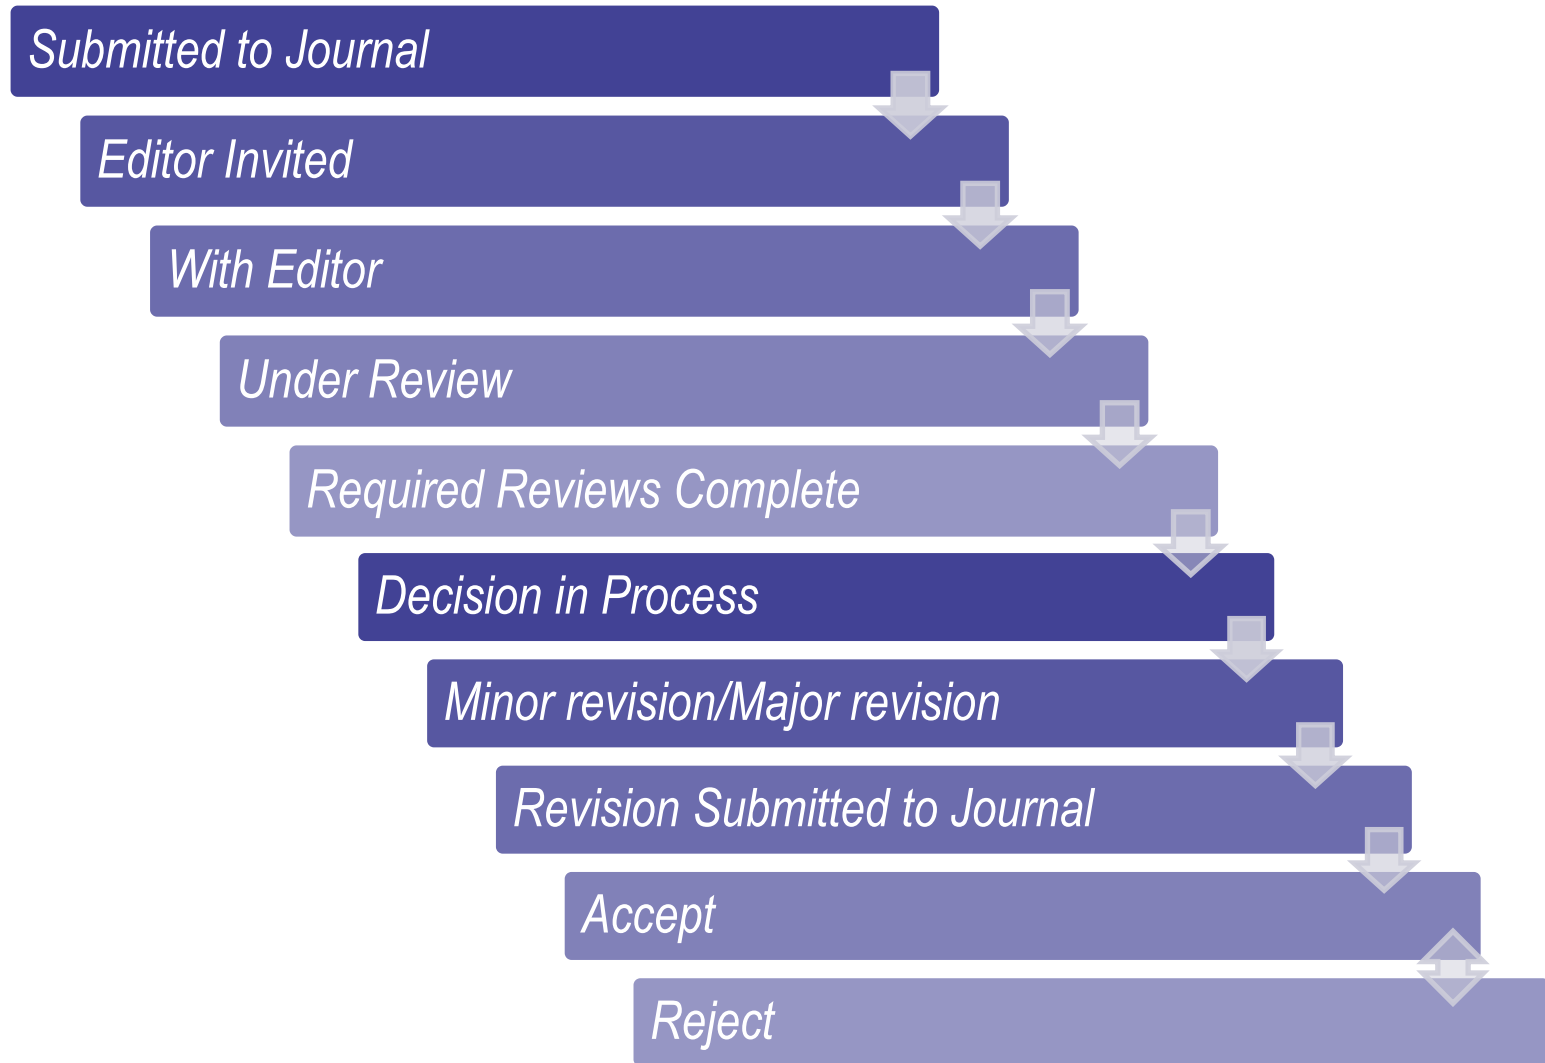 Submitted to Journal
Editor Invited
With Editor
Under Review
Required Reviews Complete
Decision in Process
Minor revision/Major revision
Revision Submitted to Journal
Accept
Reject